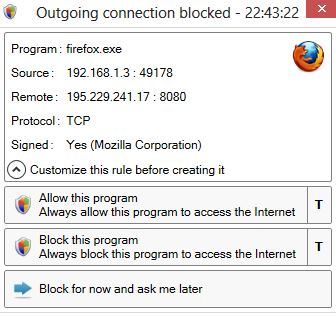 Outgoing connection blocked - 22:43:22
Program : firefox.exe
Source : 192.168.1.3 : 49178
Remote : 195.229.241.17 : 8080
Protocol : TCP
Signed : Yes (Mozilla Corporation)
Customize this rule before creating it
Allow this program
Always allow this program to access the Internet T
Block this program
Always block this program to access the Internet T
Block for now and ask me later